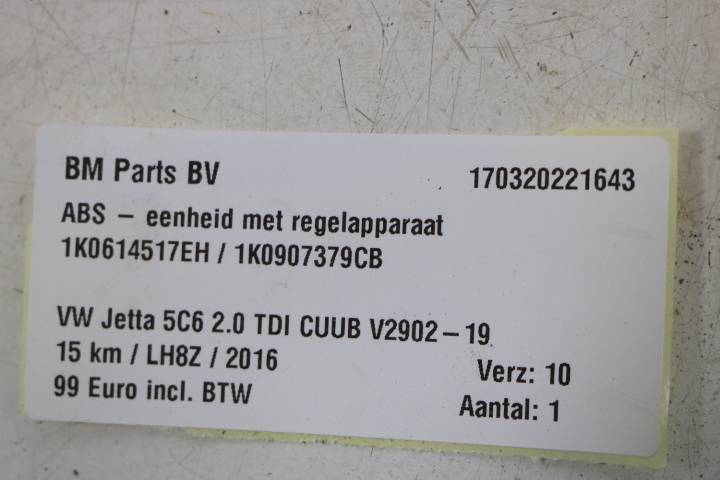 BM Parts BV 170320221643
ABS – eenheid met regelapparaat
1K0614517EH / 1K0907379CB
VW Jetta 5C6 2.0 TDI CUUB V2902 – 19
15 km / LH8Z / 2016 Verz: 10
99 Euro incl. BTW Aantal: 1